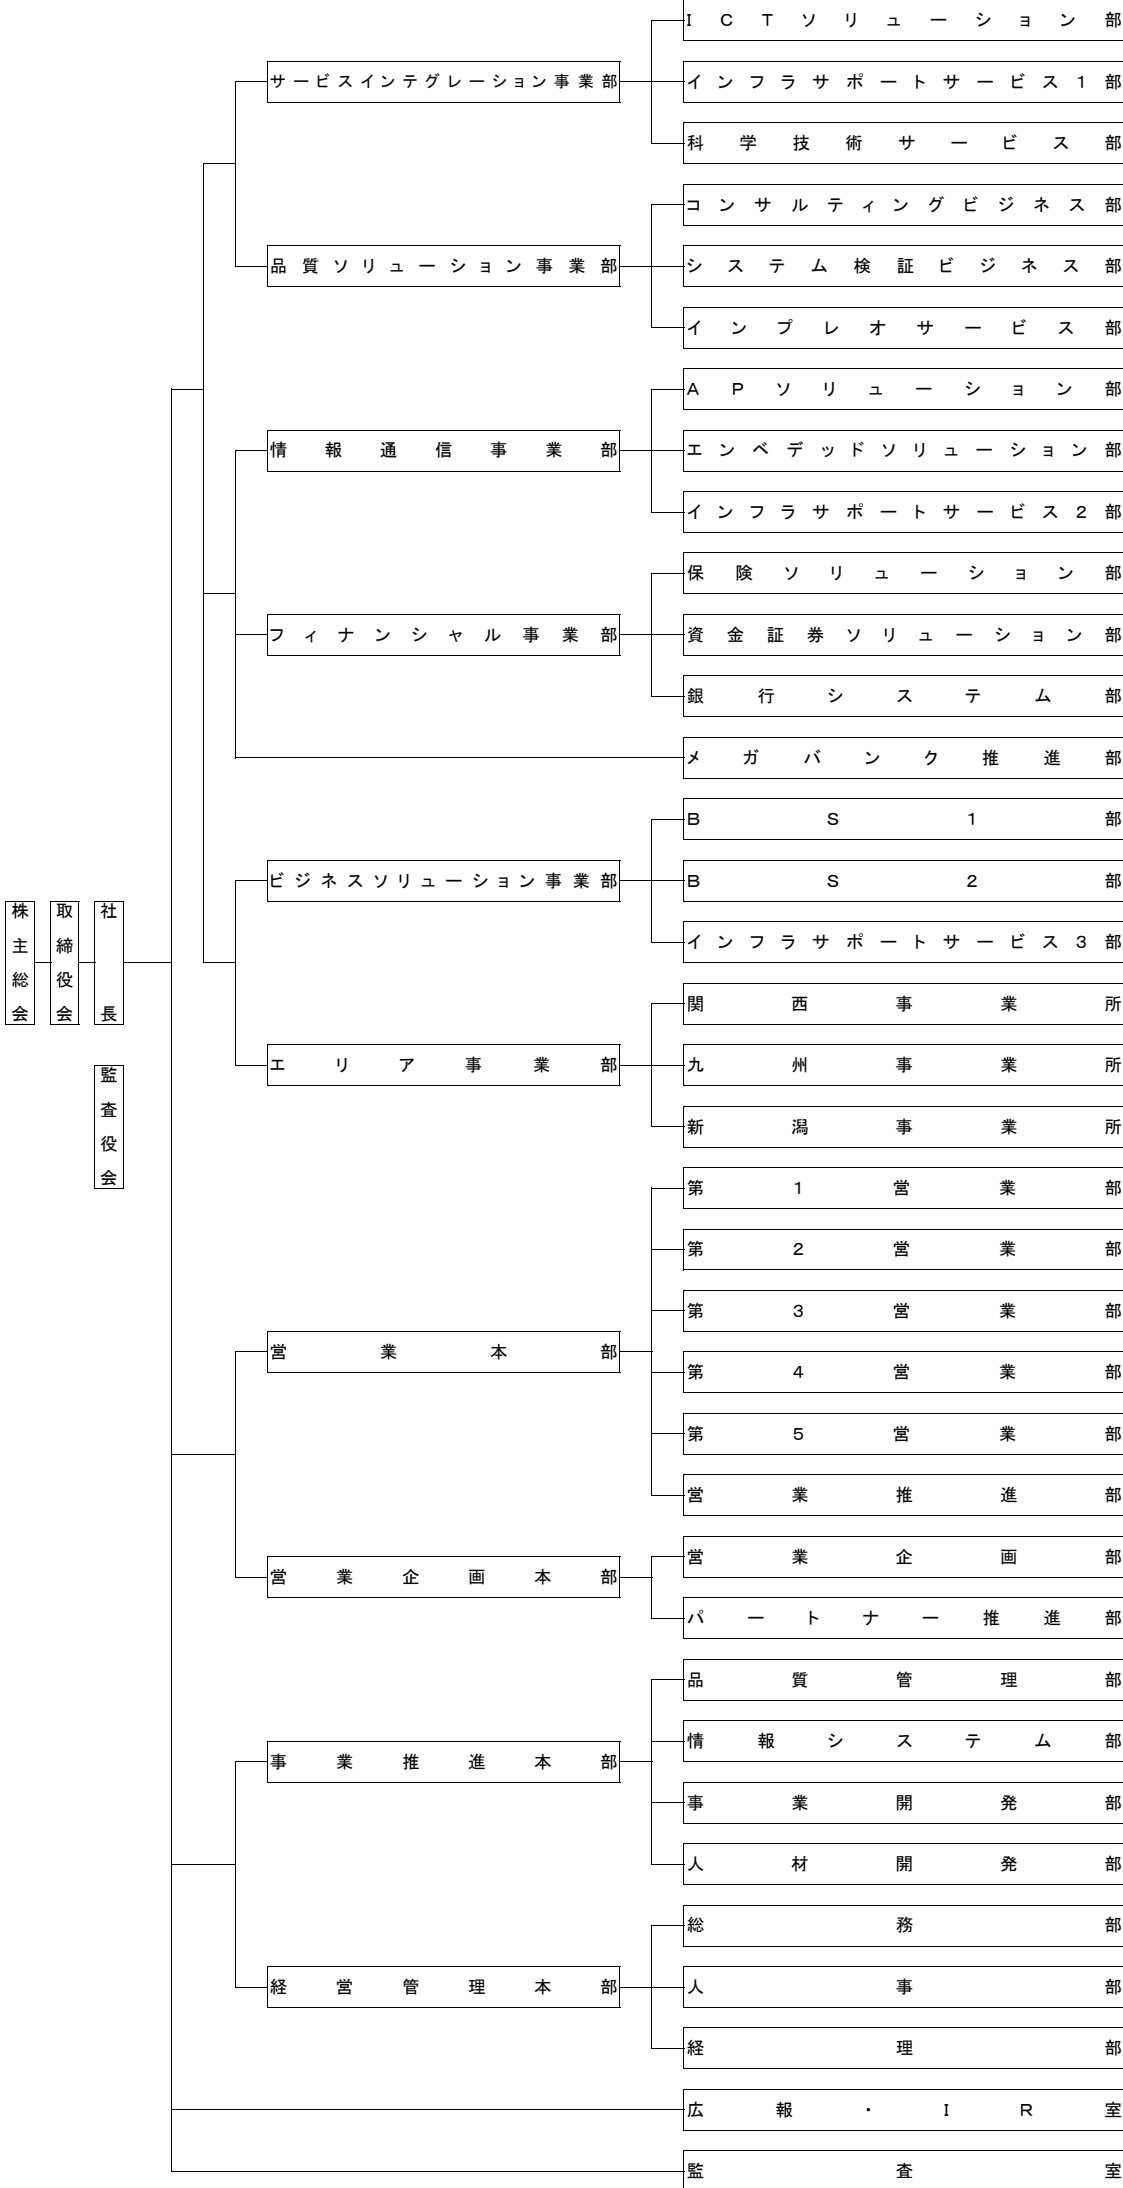 ICTソリューション部
サービスインテグレーション事業部
インフラサポートサービス1部
科学技術サービス部
コンサルティングビジネス部
品質ソリューション事業部
システム検証ビジネス部
インプレオサービス部
APソリューション部
情報通信事業部
エンベデッドソリューション部
インフラサポートサービス2部
保険ソリューション部
フィナンシャル事業部
資金証券ソリューション部
銀行システム部
メガバンク推進部
BS1部
ビジネスソリューション事業部
BS2部
株主総会
取締役会
社長
インフラサポートサービス3部
関西事業所
エリア事業部
九州事業所
監査役会
新潟事業所
第1営業部
第2営業部
第3営業部
営業本部
第4営業部
第5営業部
営業推進部
営業企画部
営業企画本部
パートナー推進部
品質管理部
情報システム部
事業推進本部
事業開発部
人材開発部
総務部
経営管理本部
人事部
経理部
広報・IR室
監査室